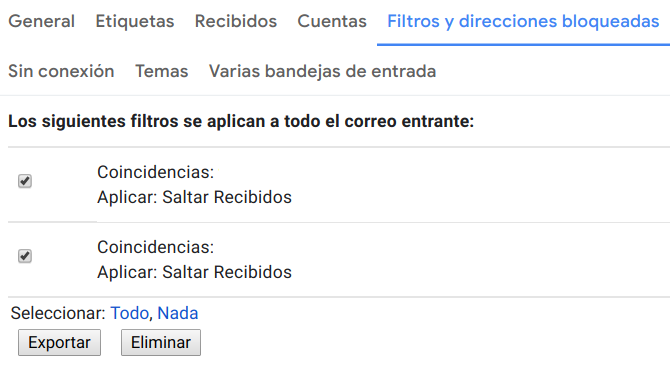 General Etiquetas Recibidos Cuentas Filtros y direcciones bloqueadas
Sin conexión Temas Varias bandejas de entrada
Los siguientes filtros se aplican a todo el correo entrante:
Coincidencias:
Aplicar: Saltar Recibidos
Coincidencias:
Aplicar: Saltar Recibidos
Seleccionar: Todo, Nada
Exportar Eliminar